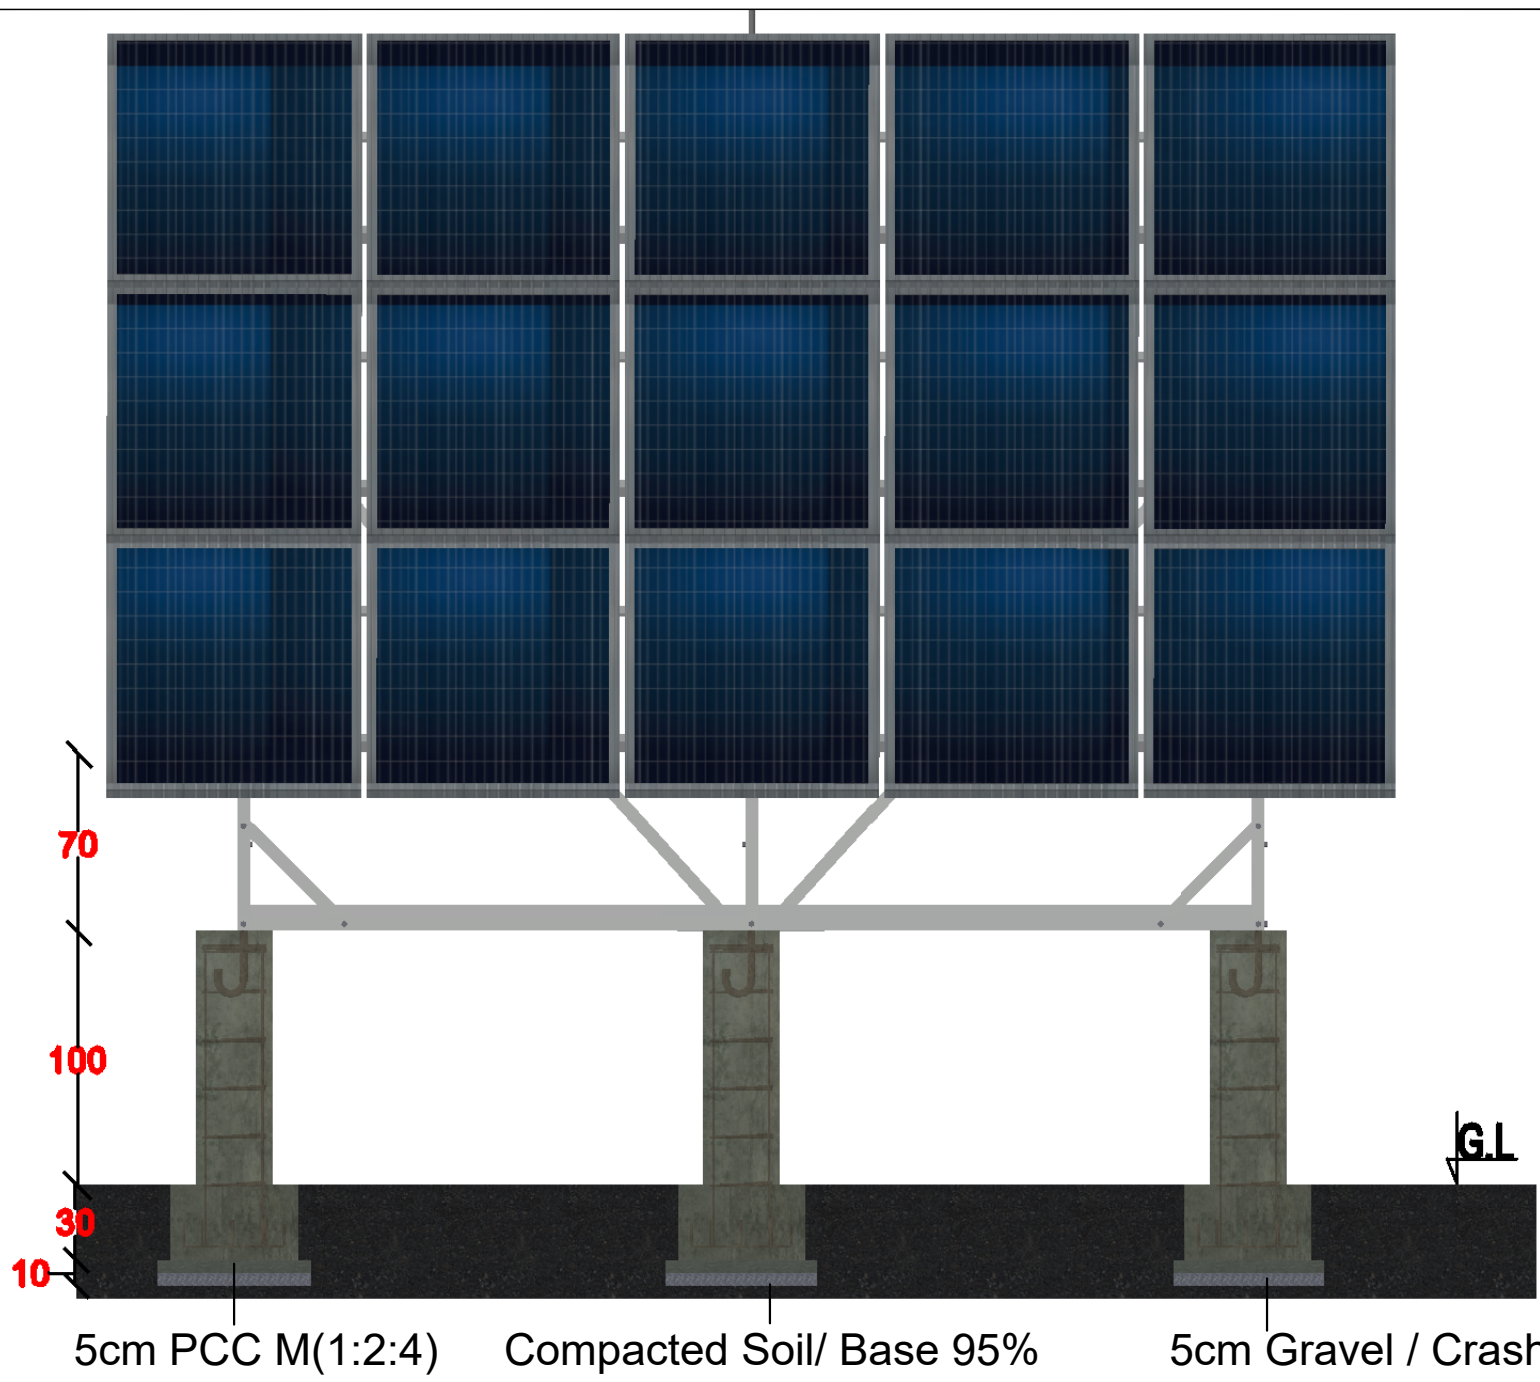 70
100
G.L
30
10
5cm PCC M(1:2:4)
Compacted Soil/ Base 95%
5cm Gravel / Crash